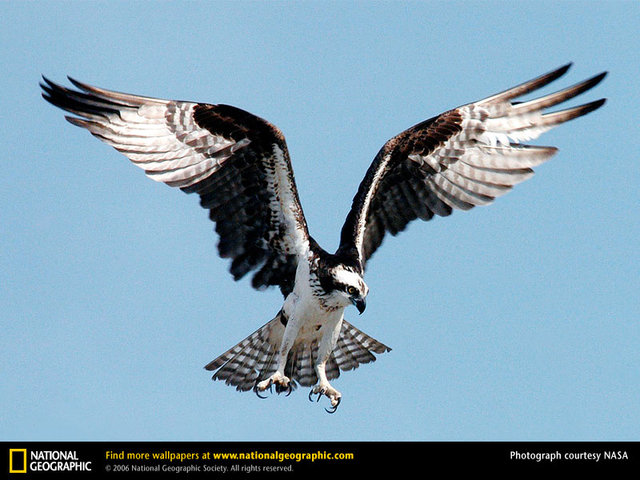 NATIONAL
GEOGRAPHIC
Find more wallpapers at www.nationalgeographic.com
© 2006 National Geographic Society. All rights reserved.
Photograph courtesy NASA